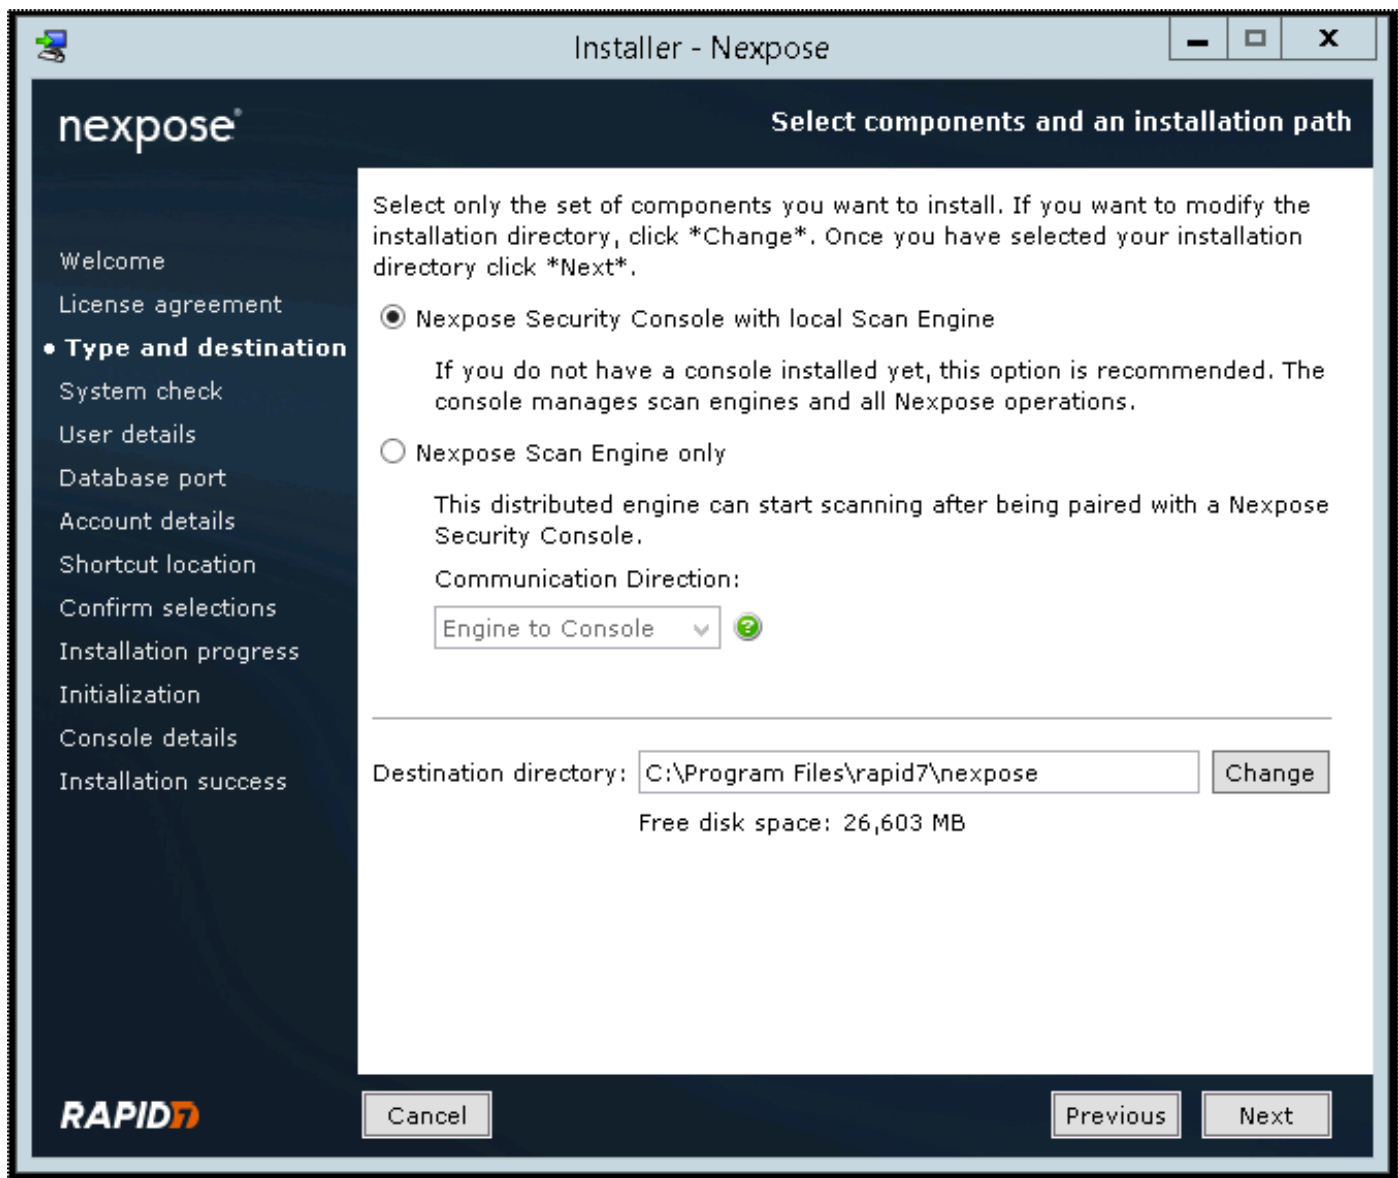 Installer - Nexpose
nexpose®
Select components and an installation path
Welcome
License agreement
• Type and destination
System check
User details
Database port
Account details
Shortcut location
Confirm selections
Installation progress
Initialization
Console details
Installation success
Select only the set of components you want to install. If you want to modify the
installation directory, click *Change*. Once you have selected your installation
directory click *Next*.
Nexpose Security Console with local Scan Engine
If you do not have a console installed yet, this option is recommended. The
console manages scan engines and all Nexpose operations.
Nexpose Scan Engine only
This distributed engine can start scanning after being paired with a Nexpose
Security Console.
Communication Direction:
Engine to Console
?
Destination directory: C:\Program Files\rapid7\nexpose Change
Free disk space: 26,603 MB
RAPID7
Cancel Previous Next